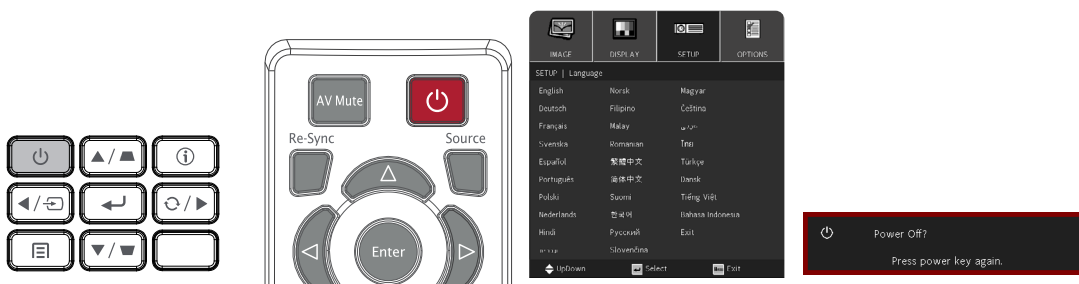 AV Mute
Re-Sync Source
Enter
IMAGE DISPLAY SETUP OPTIONS
SETUP | Language
English Norsk Magyar
Deutsch Filipino Čeština
Français Malay
Svenska Romanian ไทย
Español 繁體中文 Türkçe
Português 简体中文 Dansk
Polski Suomi Tiếng Việt
Nederlands 한국어 Bahasa Indonesia
Hindi Русский Exit
Slovenčina
UpDown Select Exit
Power Off?
Press power key again.